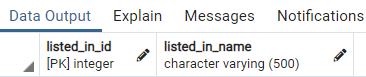 Data Output Explain Messages Notifications
listed_in_id listed_in_name
[PK] integer character varying (500)